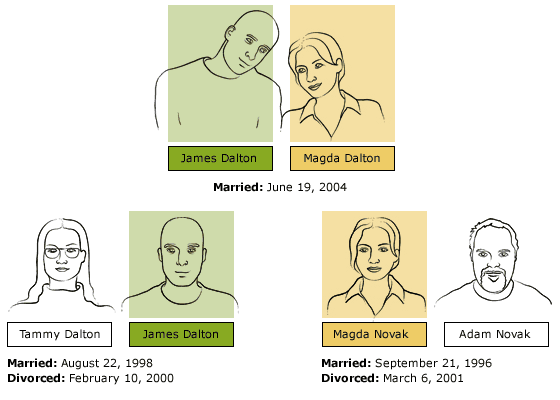 James Dalton
Magda Dalton
Married: June 19, 2004
Tammy Dalton
James Dalton
Magda Novak
Adam Novak
Married: August 22, 1998
Divorced: February 10, 2000
Married: September 21, 1996
Divorced: March 6, 2001